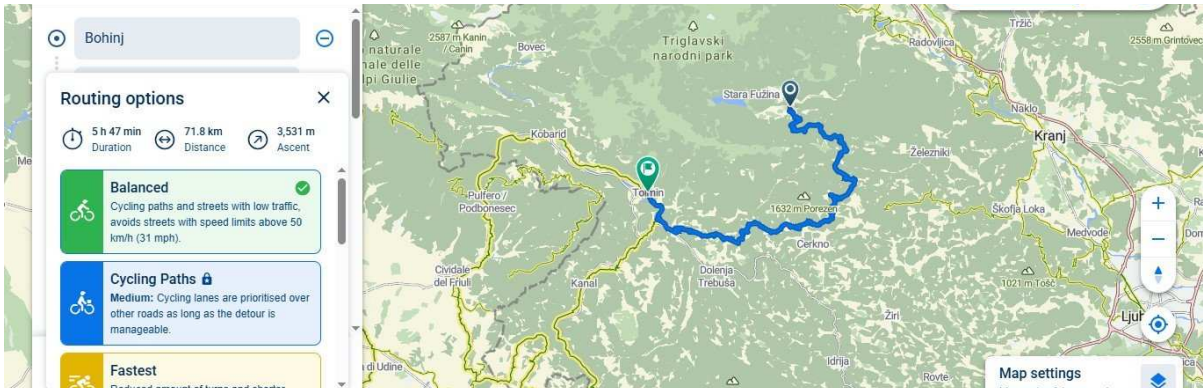 Bohinj
Routing options
5 h 47 min
Duration
71.8 km
Distance
3,531 m
Ascent
Balanced
Cycling paths and streets with low traffic,
avoids streets with speed limits above 50
km/h (31 mph).
Cycling Paths
Medium: Cycling lanes are prioritised over
other roads as long as the detour is
manageable.
Fastest
naturale
delle
2587 m Kanin
/ Canin
Bovec
Triglavski
narodni park
Radovljica
Tržič
2558 m Grintovec
Stara Fužina
Naklo
Kranj
Kobarid
Železniki
Pulfero /
Podbonesec
Tolmin
1632 m Porezen
Škofja Loka
Medvode
Cerkno
Cividale
del Friuli
Kanal
Dolenja
Trebuša
1021 m Tošč
Žiri
Idrija
Rovte
di Udine
Map settings